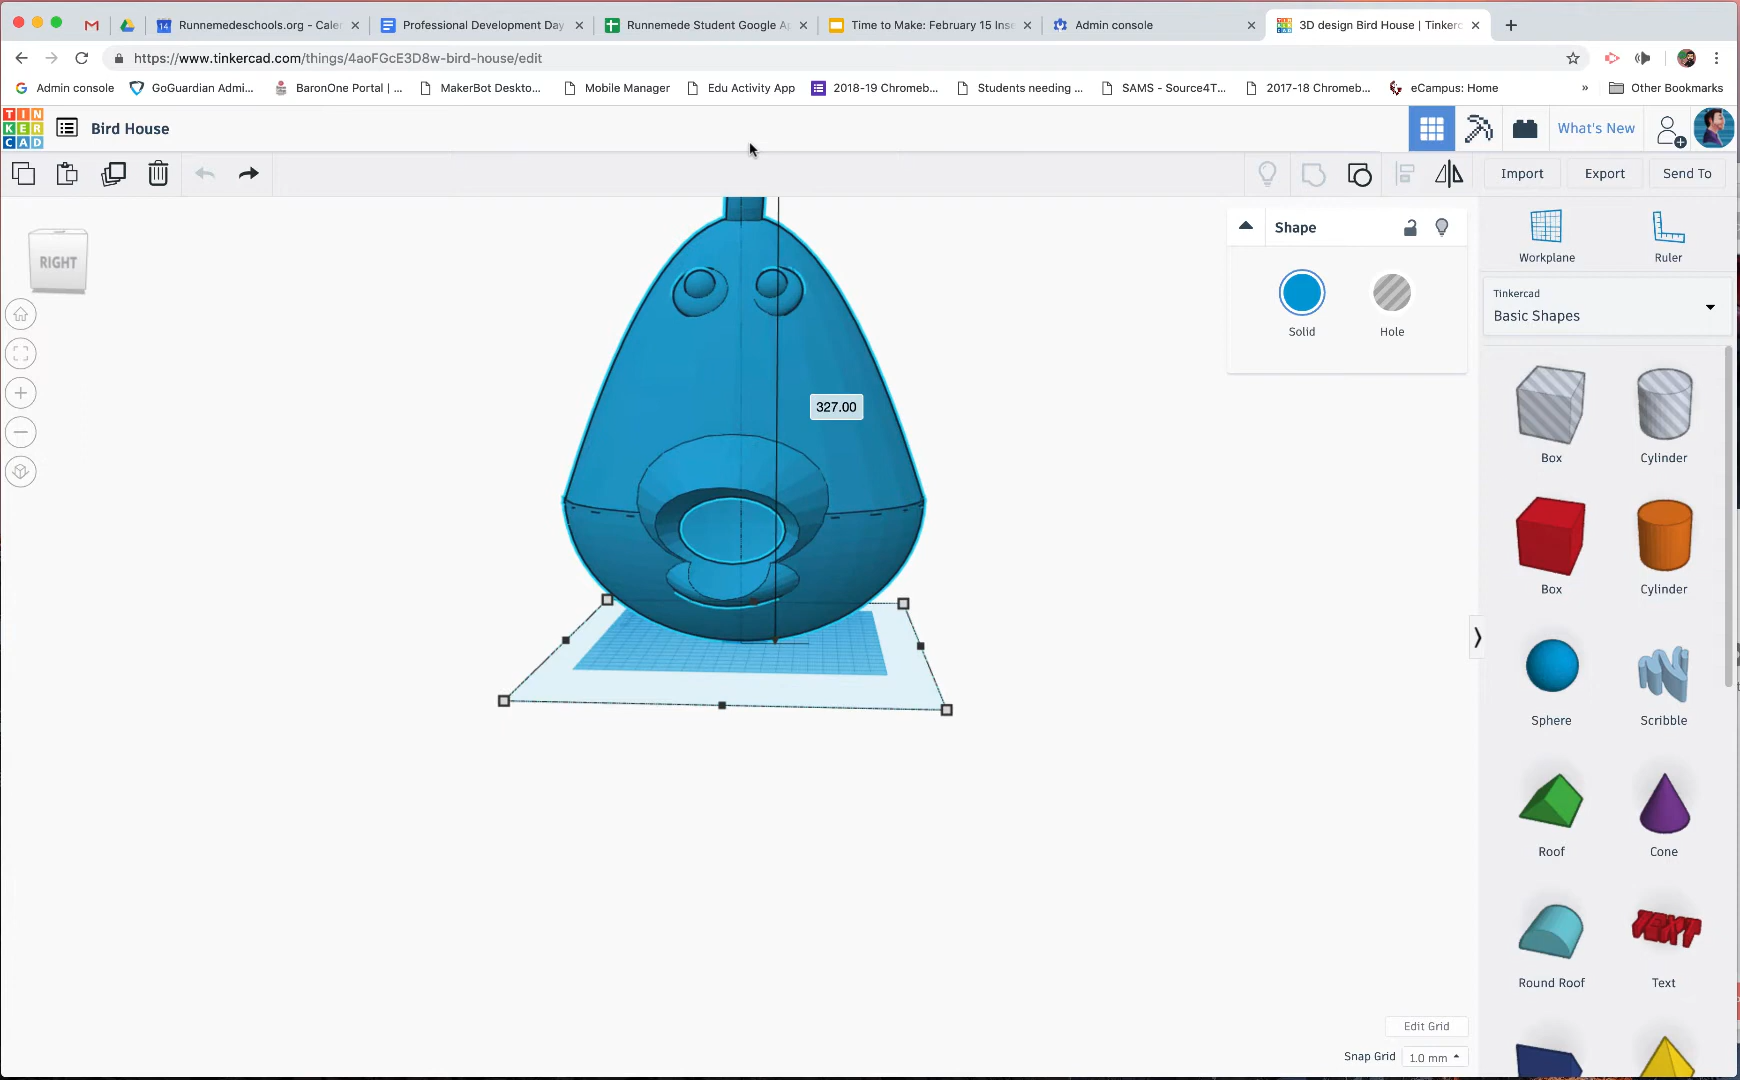 Runnemedeschools.org - Caler
Professional Development Day
Runnemede Student Google Ap
Time to Make: February 15 Inse
Admin console
3D design Bird House | Tinkerc
https://www.tinkercad.com/things/4aoFGcE3D8w-bird-house/edit
Admin console
GoGuardian Admi...
BaronOne Portal | ...
MakerBot Deskto...
Mobile Manager
Edu Activity App
2018-19 Chromeb...
Students needing ...
SAMS - Source4T...
2017-18 Chromeb...
eCampus: Home
»
Other Bookmarks
TIN
KER
CAD
Bird House
What's New
Import
Export
Send To
RIGHT
Shape
Solid
Hole
327.00
Workplane
Ruler
Tinkercad
Basic Shapes
Box
Cylinder
Box
Cylinder
Sphere
Scribble
Roof
Cone
TEXT
Round Roof
Text
Edit Grid
Snap Grid
1.0 mm